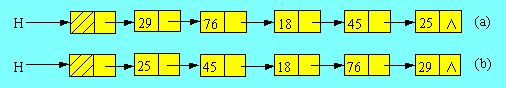 H 29 76 18 45 25 ∧ (a)
H 25 45 18 76 29 ∧ (b)